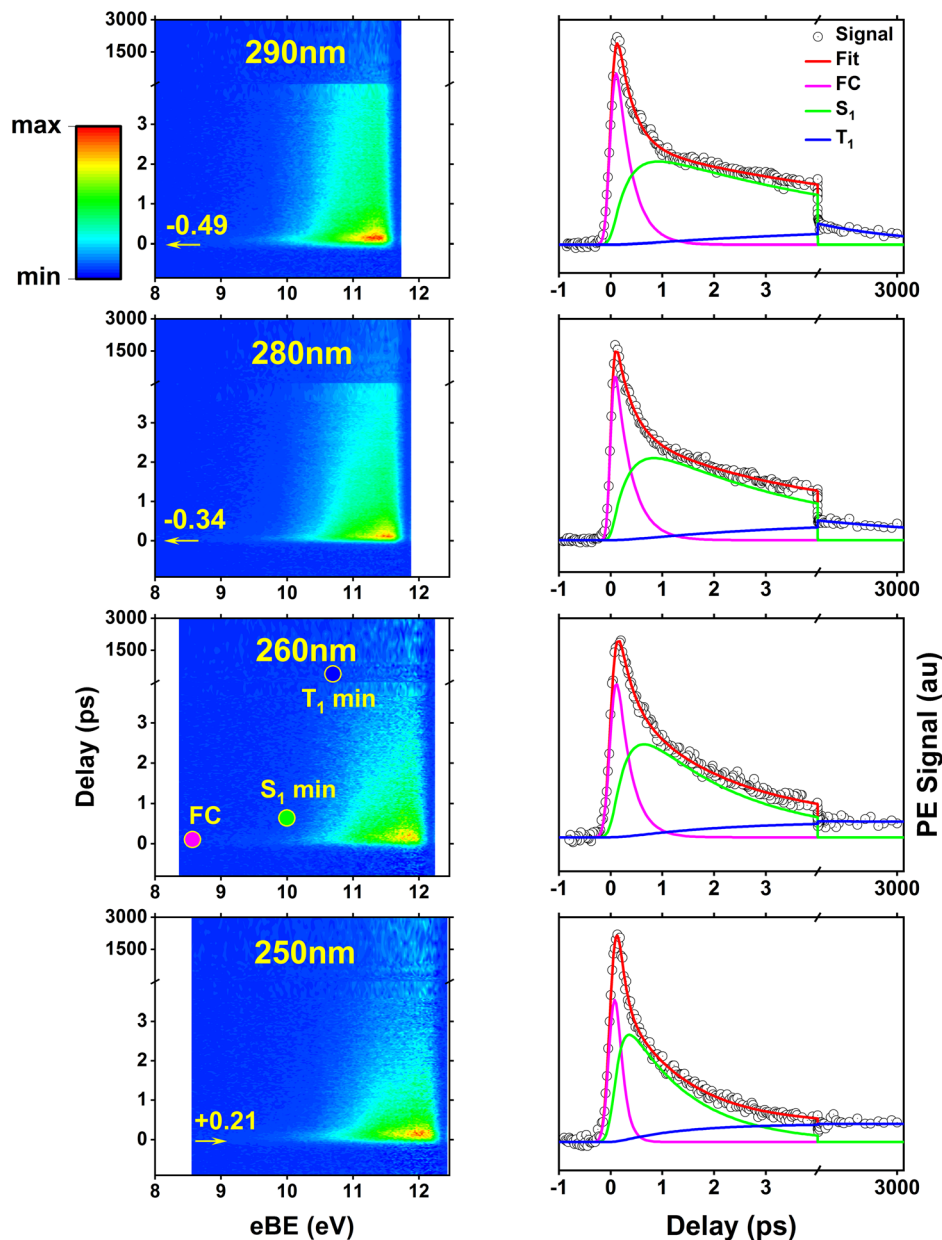 3000
1500
3
2
1
0
290nm
-0.49
max
min
8 9 10 11 12
Signal
Fit
FC
S1
T1
-1 0 1 2 3 3000
3000
1500
3
2
1
0
280nm
-0.34
8 9 10 11 12
-1 0 1 2 3 3000
3000
1500
3
2
1
0
260nm
T1 min
S1 min
FC
8 9 10 11 12
-1 0 1 2 3 3000
Delay (ps)
PE Signal (au)
3000
1500
3
2
1
0
250nm
+0.21
8 9 10 11 12
eBE (eV)
-1 0 1 2 3 3000
Delay (ps)